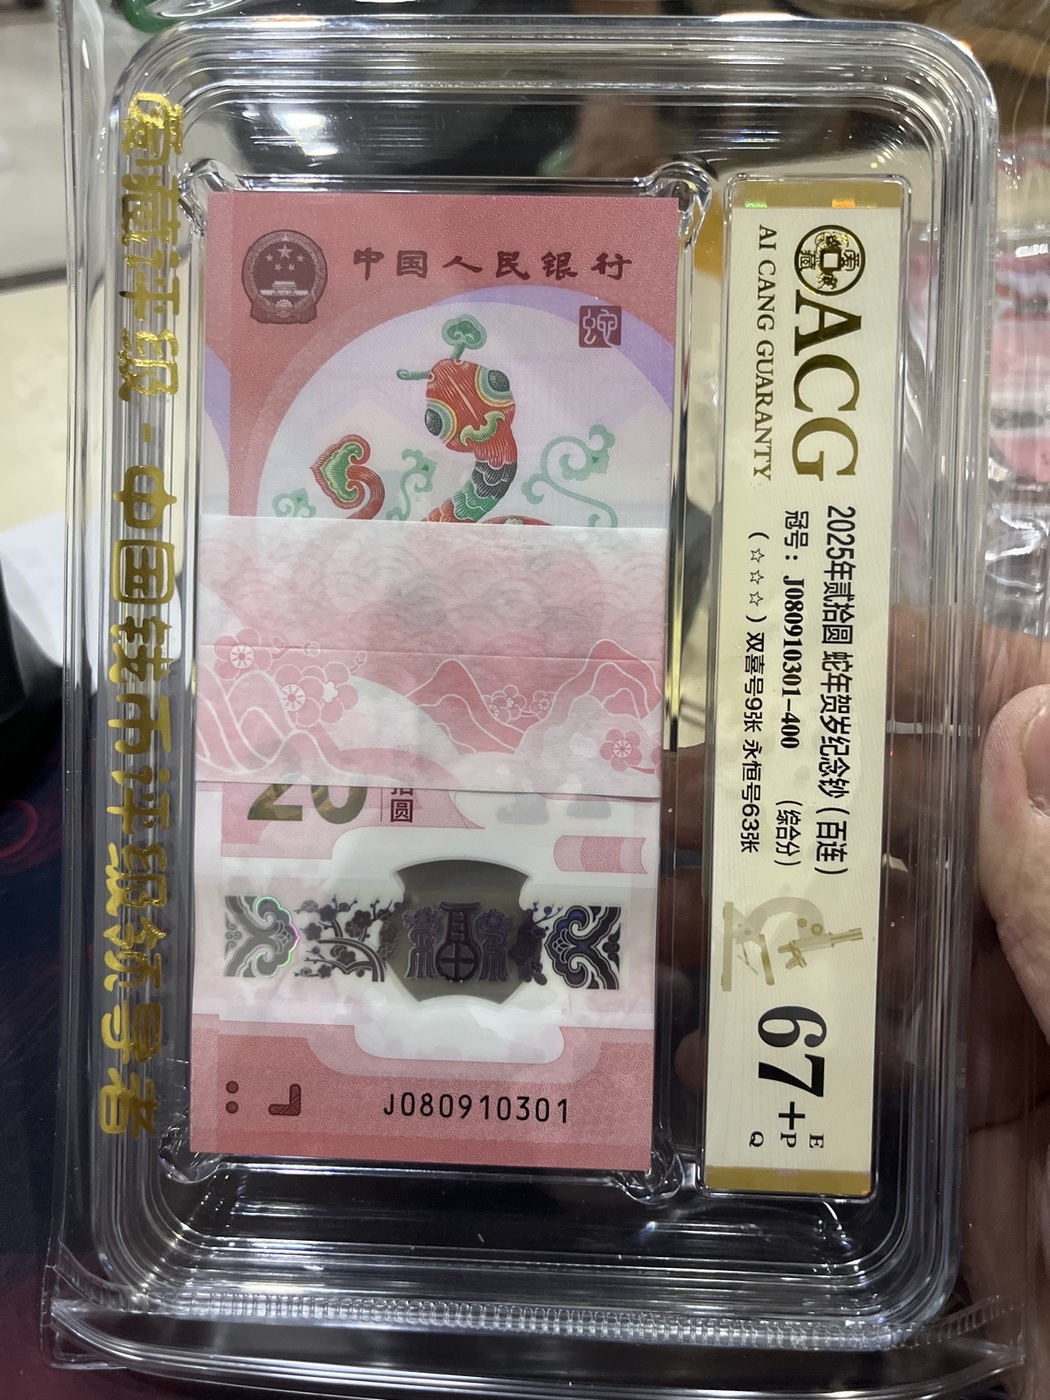 中国人民银行
蛇
20
拾圆
J080910301
爱藏
ACG
AI CANG GUARANTY
2025年贰拾圆 蛇年贺岁纪念钞（百连）
冠号：J080910301-400 （综合分）
（☆☆☆）双喜号9张 永恒号63张
67+
E
P
Q
爱藏评级-中国钱币评级领导者